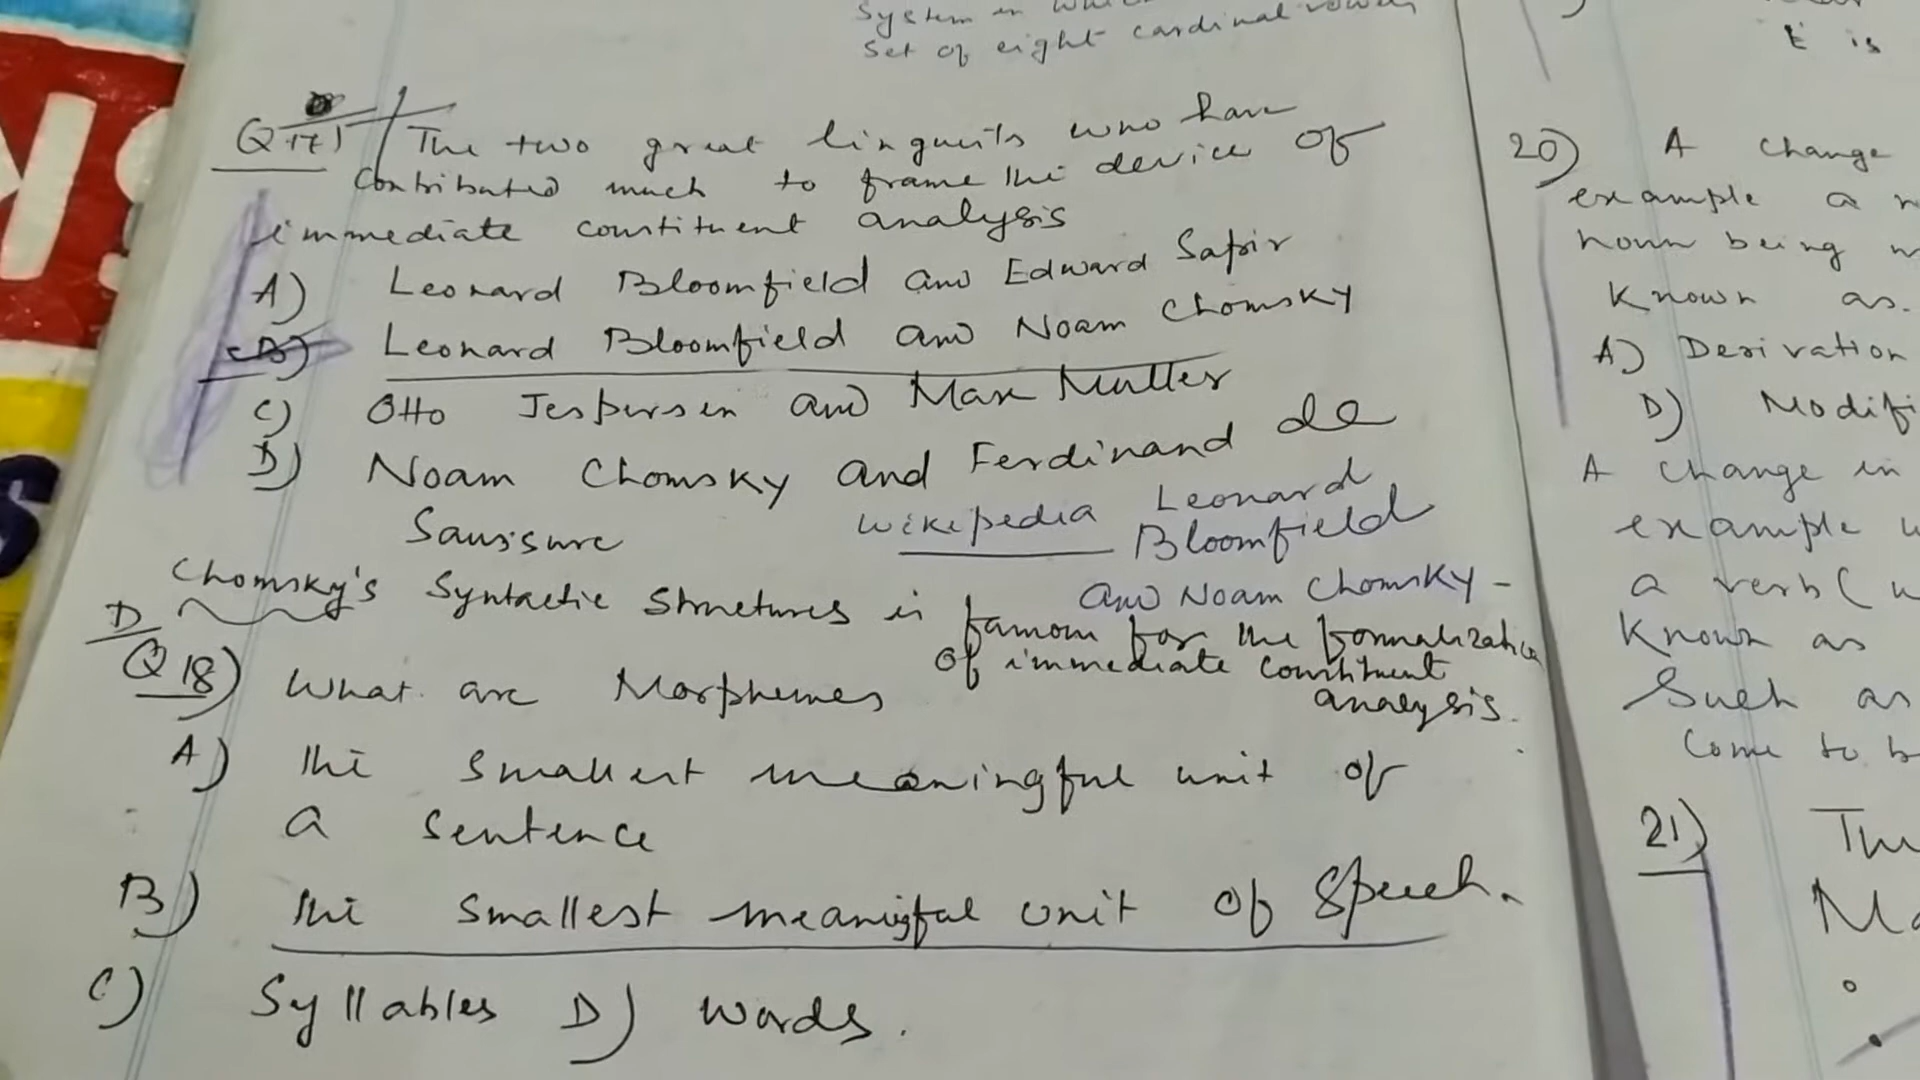 System in
set of eight cardinal vowels
Q 17) The two great linguists who have
contributed much to frame the device of
immediate constituent analysis
A) Leonard Bloomfield and Edward Sapir
B) Leonard Bloomfield and Noam Chomsky
C) Otto Jespersen and Max Muller
D) Noam Chomsky and Ferdinand de
Saussure
Wikipedia Leonard
Bloomfield
and Noam Chomsky -
Chomsky's Syntactic Structures is famous for the formalization
of immediate constituent
analysis.
D
Q 18) What are Morphemes
A) The smallest meaningful unit of
a sentence
B) The smallest meaningful unit of Speech.
C) Syllables D) words.
it is
20) A change
example a
noun being
Known as.
A) Derivation
D) Modifi
A change in
example
a verb (
Known as
Such as
Come to b
21) The